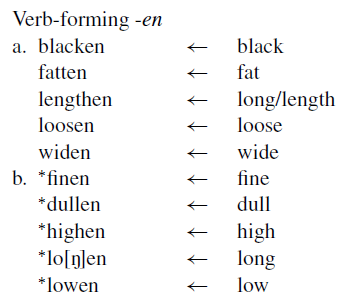 Verb-forming -en
a. blacken ← black
fatten ← fat
lengthen ← long/length
loosen ← loose
widen ← wide
b. *finen ← fine
*dullen ← dull
*highen ← high
*lo[ŋ]en ← long
*lowen ← low